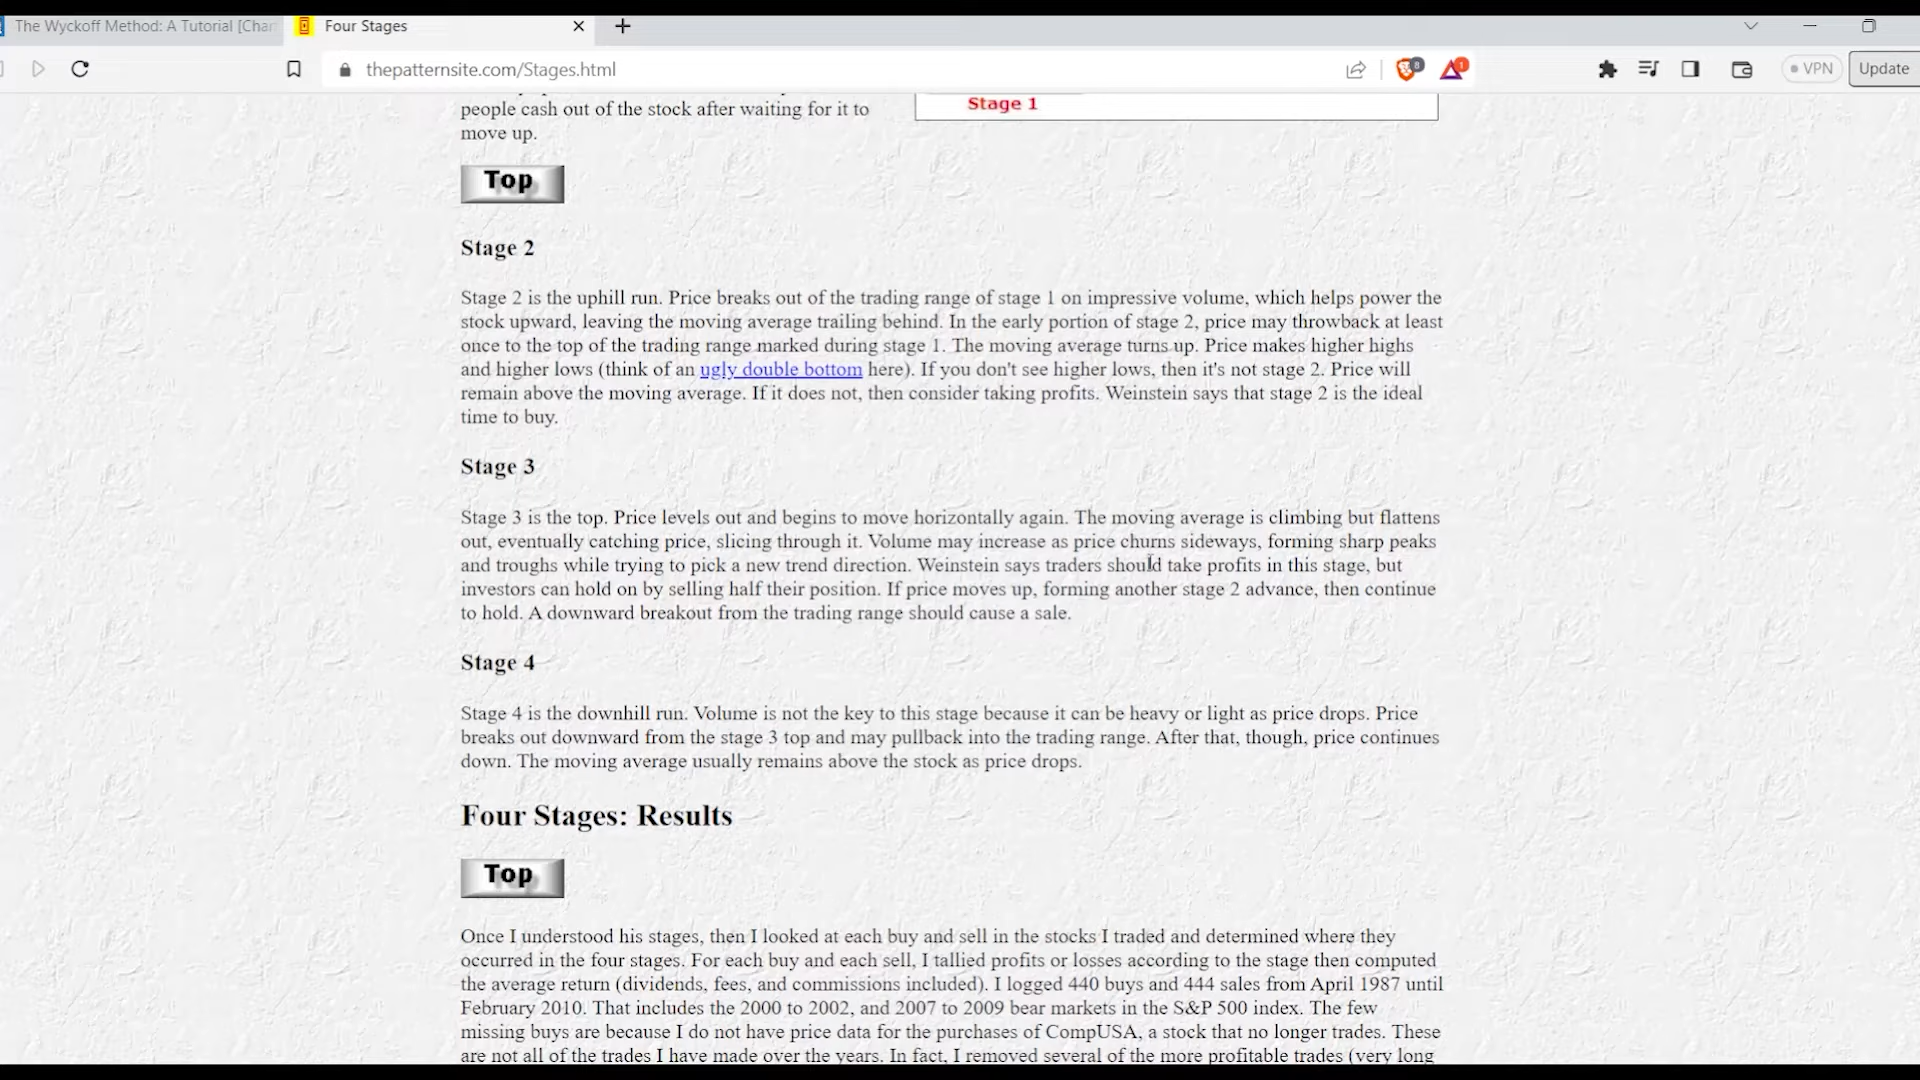 The Wyckoff Method: A Tutorial [Char
Four Stages
thepatternsite.com/Stages.html
8
1
VPN
Update
people cash out of the stock after waiting for it to
move up.
Stage 1
Top
Stage 2
Stage 2 is the uphill run. Price breaks out of the trading range of stage 1 on impressive volume, which helps power the
stock upward, leaving the moving average trailing behind. In the early portion of stage 2, price may throwback at least
once to the top of the trading range marked during stage 1. The moving average turns up. Price makes higher highs
and higher lows (think of an ugly double bottom here). If you don't see higher lows, then it's not stage 2. Price will
remain above the moving average. If it does not, then consider taking profits. Weinstein says that stage 2 is the ideal
time to buy.
Stage 3
Stage 3 is the top. Price levels out and begins to move horizontally again. The moving average is climbing but flattens
out, eventually catching price, slicing through it. Volume may increase as price churns sideways, forming sharp peaks
and troughs while trying to pick a new trend direction. Weinstein says traders should take profits in this stage, but
investors can hold on by selling half their position. If price moves up, forming another stage 2 advance, then continue
to hold. A downward breakout from the trading range should cause a sale.
Stage 4
Stage 4 is the downhill run. Volume is not the key to this stage because it can be heavy or light as price drops. Price
breaks out downward from the stage 3 top and may pullback into the trading range. After that, though, price continues
down. The moving average usually remains above the stock as price drops.
Four Stages: Results
Top
Once I understood his stages, then I looked at each buy and sell in the stocks I traded and determined where they
occurred in the four stages. For each buy and each sell, I tallied profits or losses according to the stage then computed
the average return (dividends, fees, and commissions included). I logged 440 buys and 444 sales from April 1987 until
February 2010. That includes the 2000 to 2002, and 2007 to 2009 bear markets in the S&P 500 index. The few
missing buys are because I do not have price data for the purchases of CompUSA, a stock that no longer trades. These
are not all of the trades I have made over the years. In fact, I removed several of the more profitable trades (very long